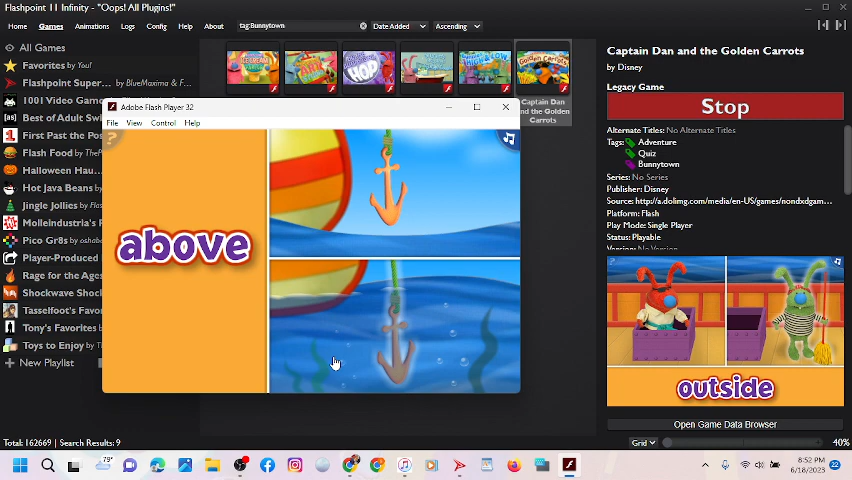 Flashpoint 11 Infinity - "Oops! All Plugins!"
Home Games Animations Logs Config Help About tag:Bunnytown Date Added Ascending
All Games
Favorites by You!
Flashpoint Super... by BlueMaxima & F...
1001 Video Gam
Best of Adult Sw
First Past the Pos
Flash Food by The
Halloween Hau
Hot Java Beans
Jingle Jollies
Molleindustria's
Pico Gr8s
Player-Produced
Rage for the Ages
Shockwave Shor
Tasselfoot's Favor
Tony's Favorites
Toys to Enjoy
New Playlist
Captain Dan and the Golden Carrots
Adobe Flash Player 32
File View Control Help
above
Captain Dan and the Golden Carrots
by Disney
Legacy Game
Stop
Alternate Titles: No Alternate Titles
Tags:
Adventure
Quiz
Bunnytown
Series: No Series
Publisher: Disney
Source: http://a.dolimg.com/media/en-US/games/nondxdgam...
Platform: Flash
Play Mode: Single Player
Status: Playable
outside
Open Game Data Browser
Total: 162669 | Search Results: 9
Grid 40%
79°
8:52 PM
6/18/2023
22